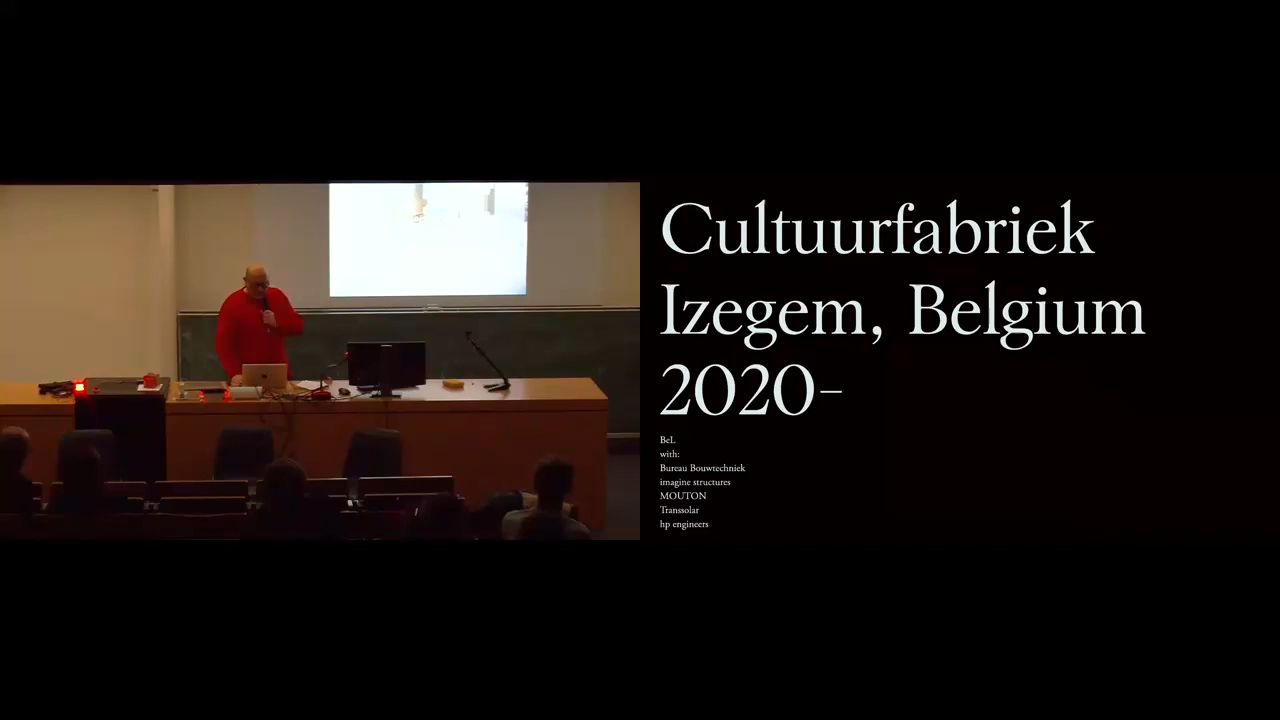 Cultuurfabriek
Izegem, Belgium
2020–
BeL
with:
Bureau Bouwtechniek
imagine structures
MOUTON
Transsolar
hp engineers